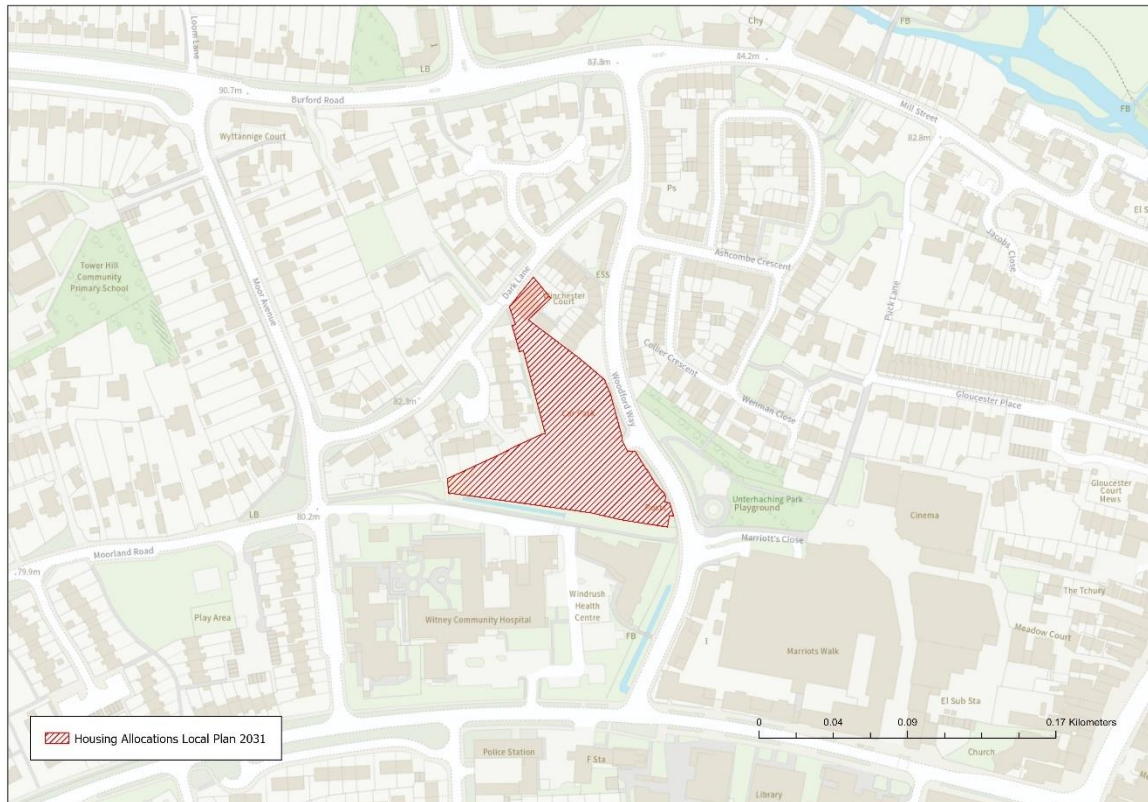 Loom Lane
LB
90.7m
Burford Road
87.8m
Chy
84.2m
FB
FB
Mill Street
82.8m
Wyttannige Court
Ps
El S
Jacobs Close
Tower Hill
Community
Primary School
Moor Avenue
Dark Lane
ESS
Ashcombe Crescent
Puck Lane
Court
Collier Crescent
Woodford Way
Wenman Close
Gloucester Place
82.3m
Car Park
LB
80.2m
Moorland Road
79.9m
Unterhaching Park
Playground
Marriott's Close
Cinema
Gloucester
Court
Mews
Play Area
Witney Community Hospital
Windrush
Health
Centre
FB
The Tchury
Meadow Court
Marriots Walk
El Sub Sta
Church
Police Station
F Sta
Library
Housing Allocations Local Plan 2031
0 0.04 0.09 0.17 Kilometers